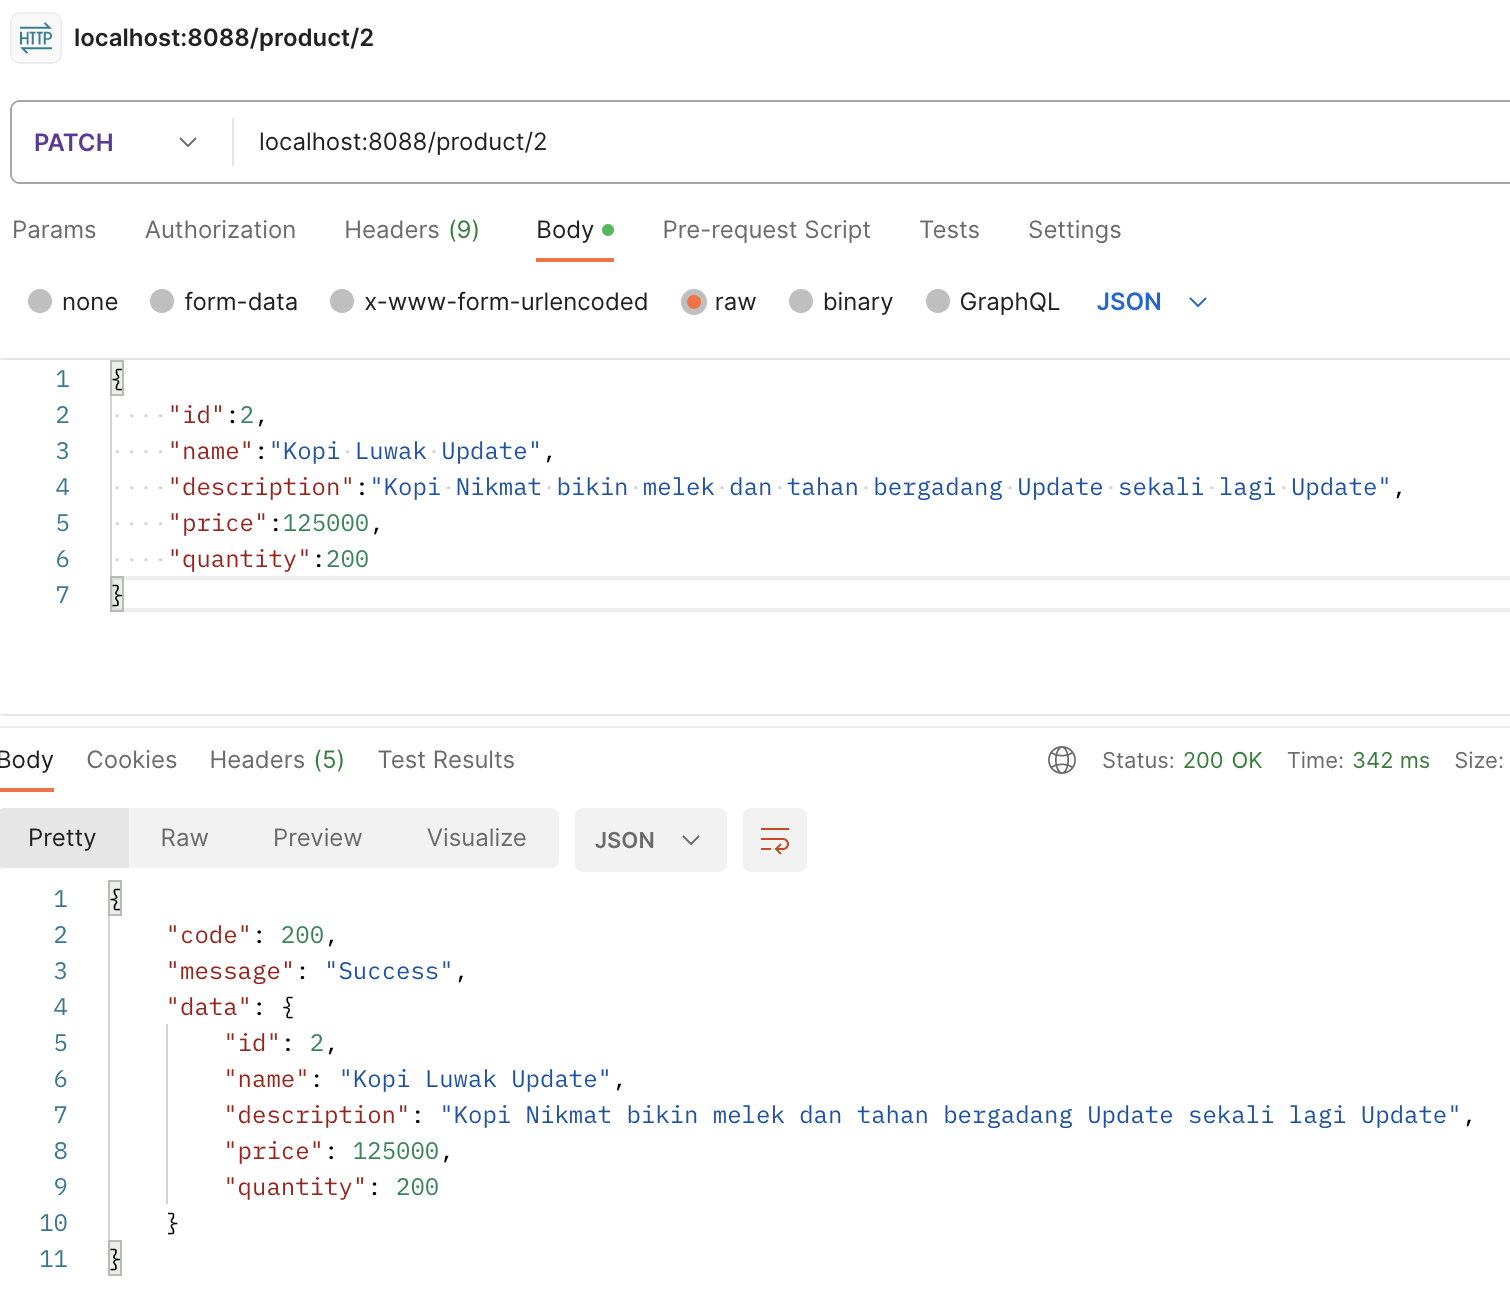 HTTP localhost:8088/product/2
PATCH localhost:8088/product/2
Params Authorization Headers (9) Body Pre-request Script Tests Settings
none form-data x-www-form-urlencoded raw binary GraphQL JSON
1 {
2 "id":2,
3 "name":"Kopi Luwak Update",
4 "description":"Kopi Nikmat bikin melek dan tahan bergadang Update sekali lagi Update",
5 "price":125000,
6 "quantity":200
7 }
Body Cookies Headers (5) Test Results Status: 200 OK Time: 342 ms Size:
Pretty Raw Preview Visualize JSON
1 {
2 "code": 200,
3 "message": "Success",
4 "data": {
5 "id": 2,
6 "name": "Kopi Luwak Update",
7 "description": "Kopi Nikmat bikin melek dan tahan bergadang Update sekali lagi Update",
8 "price": 125000,
9 "quantity": 200
10 }
11 }